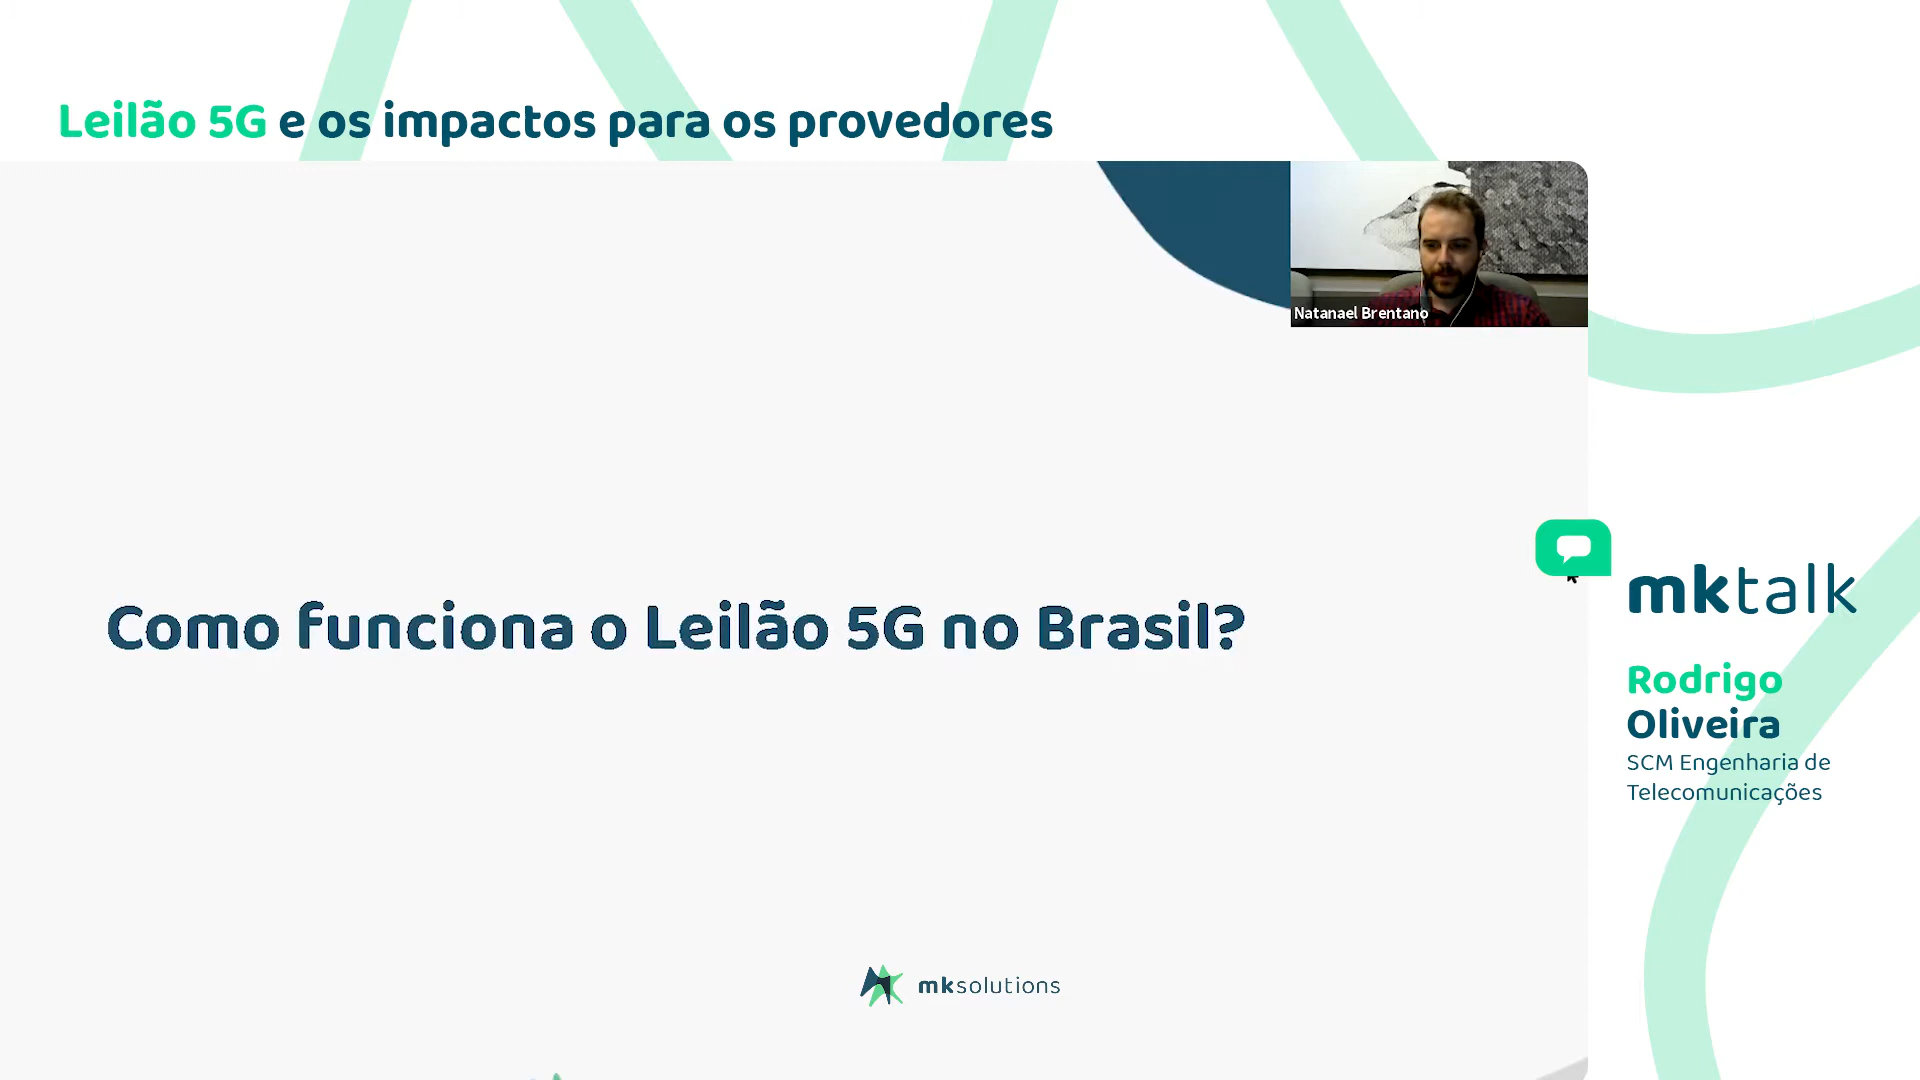 Leilão 5G e os impactos para os provedores
Natanael Brentano
Como funciona o Leilão 5G no Brasil?
mktalk
Rodrigo
Oliveira
SCM Engenharia de
Telecomunicações
mksolutions